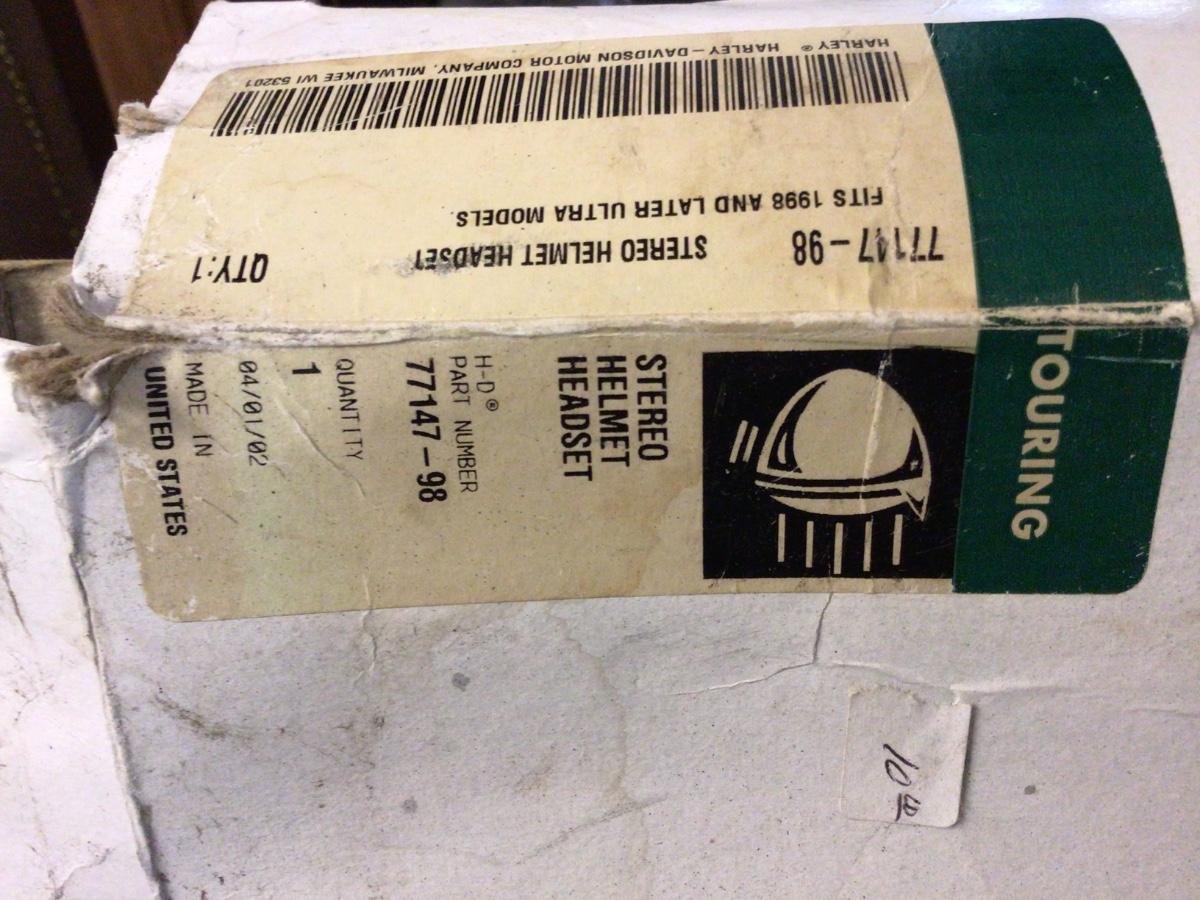 TOURING
STEREO
HELMET
HEADSET
H-D®
PART NUMBER
77147-98
QUANTITY
1
04/01/02
MADE IN
UNITED STATES
77147-98 STEREO HELMET HEADSET QTY:1
FITS 1998 AND LATER ULTRA MODELS.
HARLEY® HARLEY-DAVIDSON MOTOR COMPANY, MILWAUKEE WI 53201
10 00